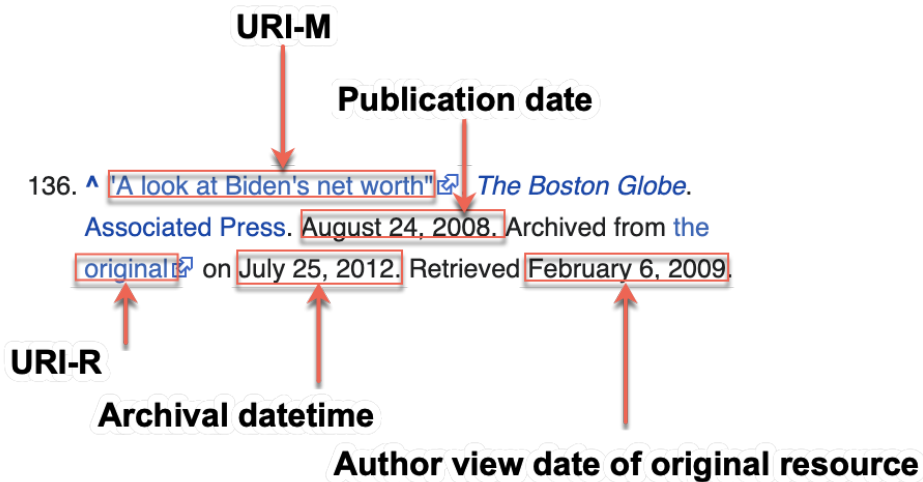 URI-M
Publication date
136. ^ "A look at Biden's net worth" The Boston Globe.
Associated Press. August 24, 2008. Archived from the
original on July 25, 2012. Retrieved February 6, 2009.
URI-R
Archival datetime
Author view date of original resource